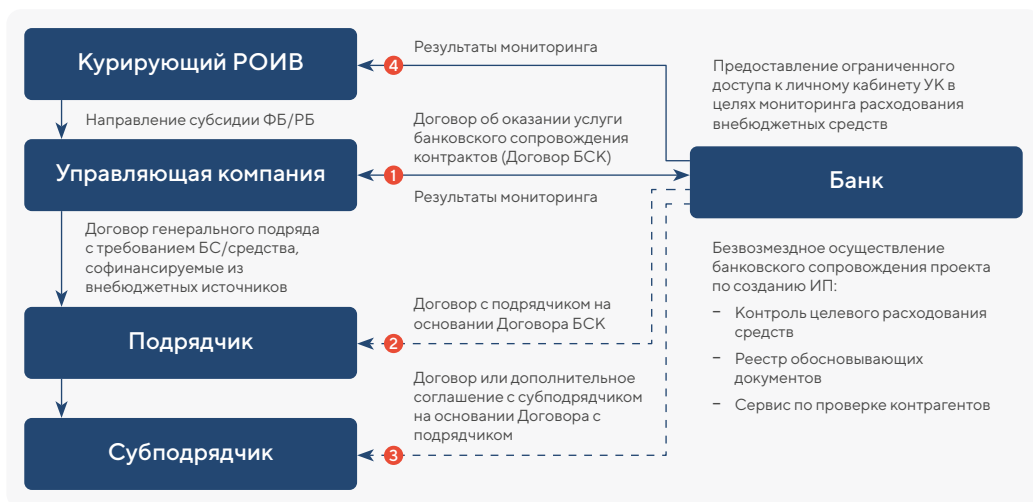 Курирующий РОИВ
4
Результаты мониторинга
Предоставление ограниченного
доступа к личному кабинету УК в
целях мониторинга расходования
внебюджетных средств
Направление субсидии ФБ/РБ
Договор об оказании услуги
банковского сопровождения
контрактов (Договор БСК)
Управляющая компания
1
Результаты мониторинга
Банк
Договор генерального подряда
с требованием БС/средства,
софинансируемые из
внебюджетных источников
Безвозмездное осуществление
банковского сопровождения проекта
по созданию ИП:
– Контроль целевого расходования
средств
– Реестр обосновывающих
документов
– Сервис по проверке контрагентов
Договор с подрядчиком на
основании Договора БСК
Подрядчик
2
Договор или дополнительное
соглашение с субподрядчиком
на основании Договора с
подрядчиком
Субподрядчик
3